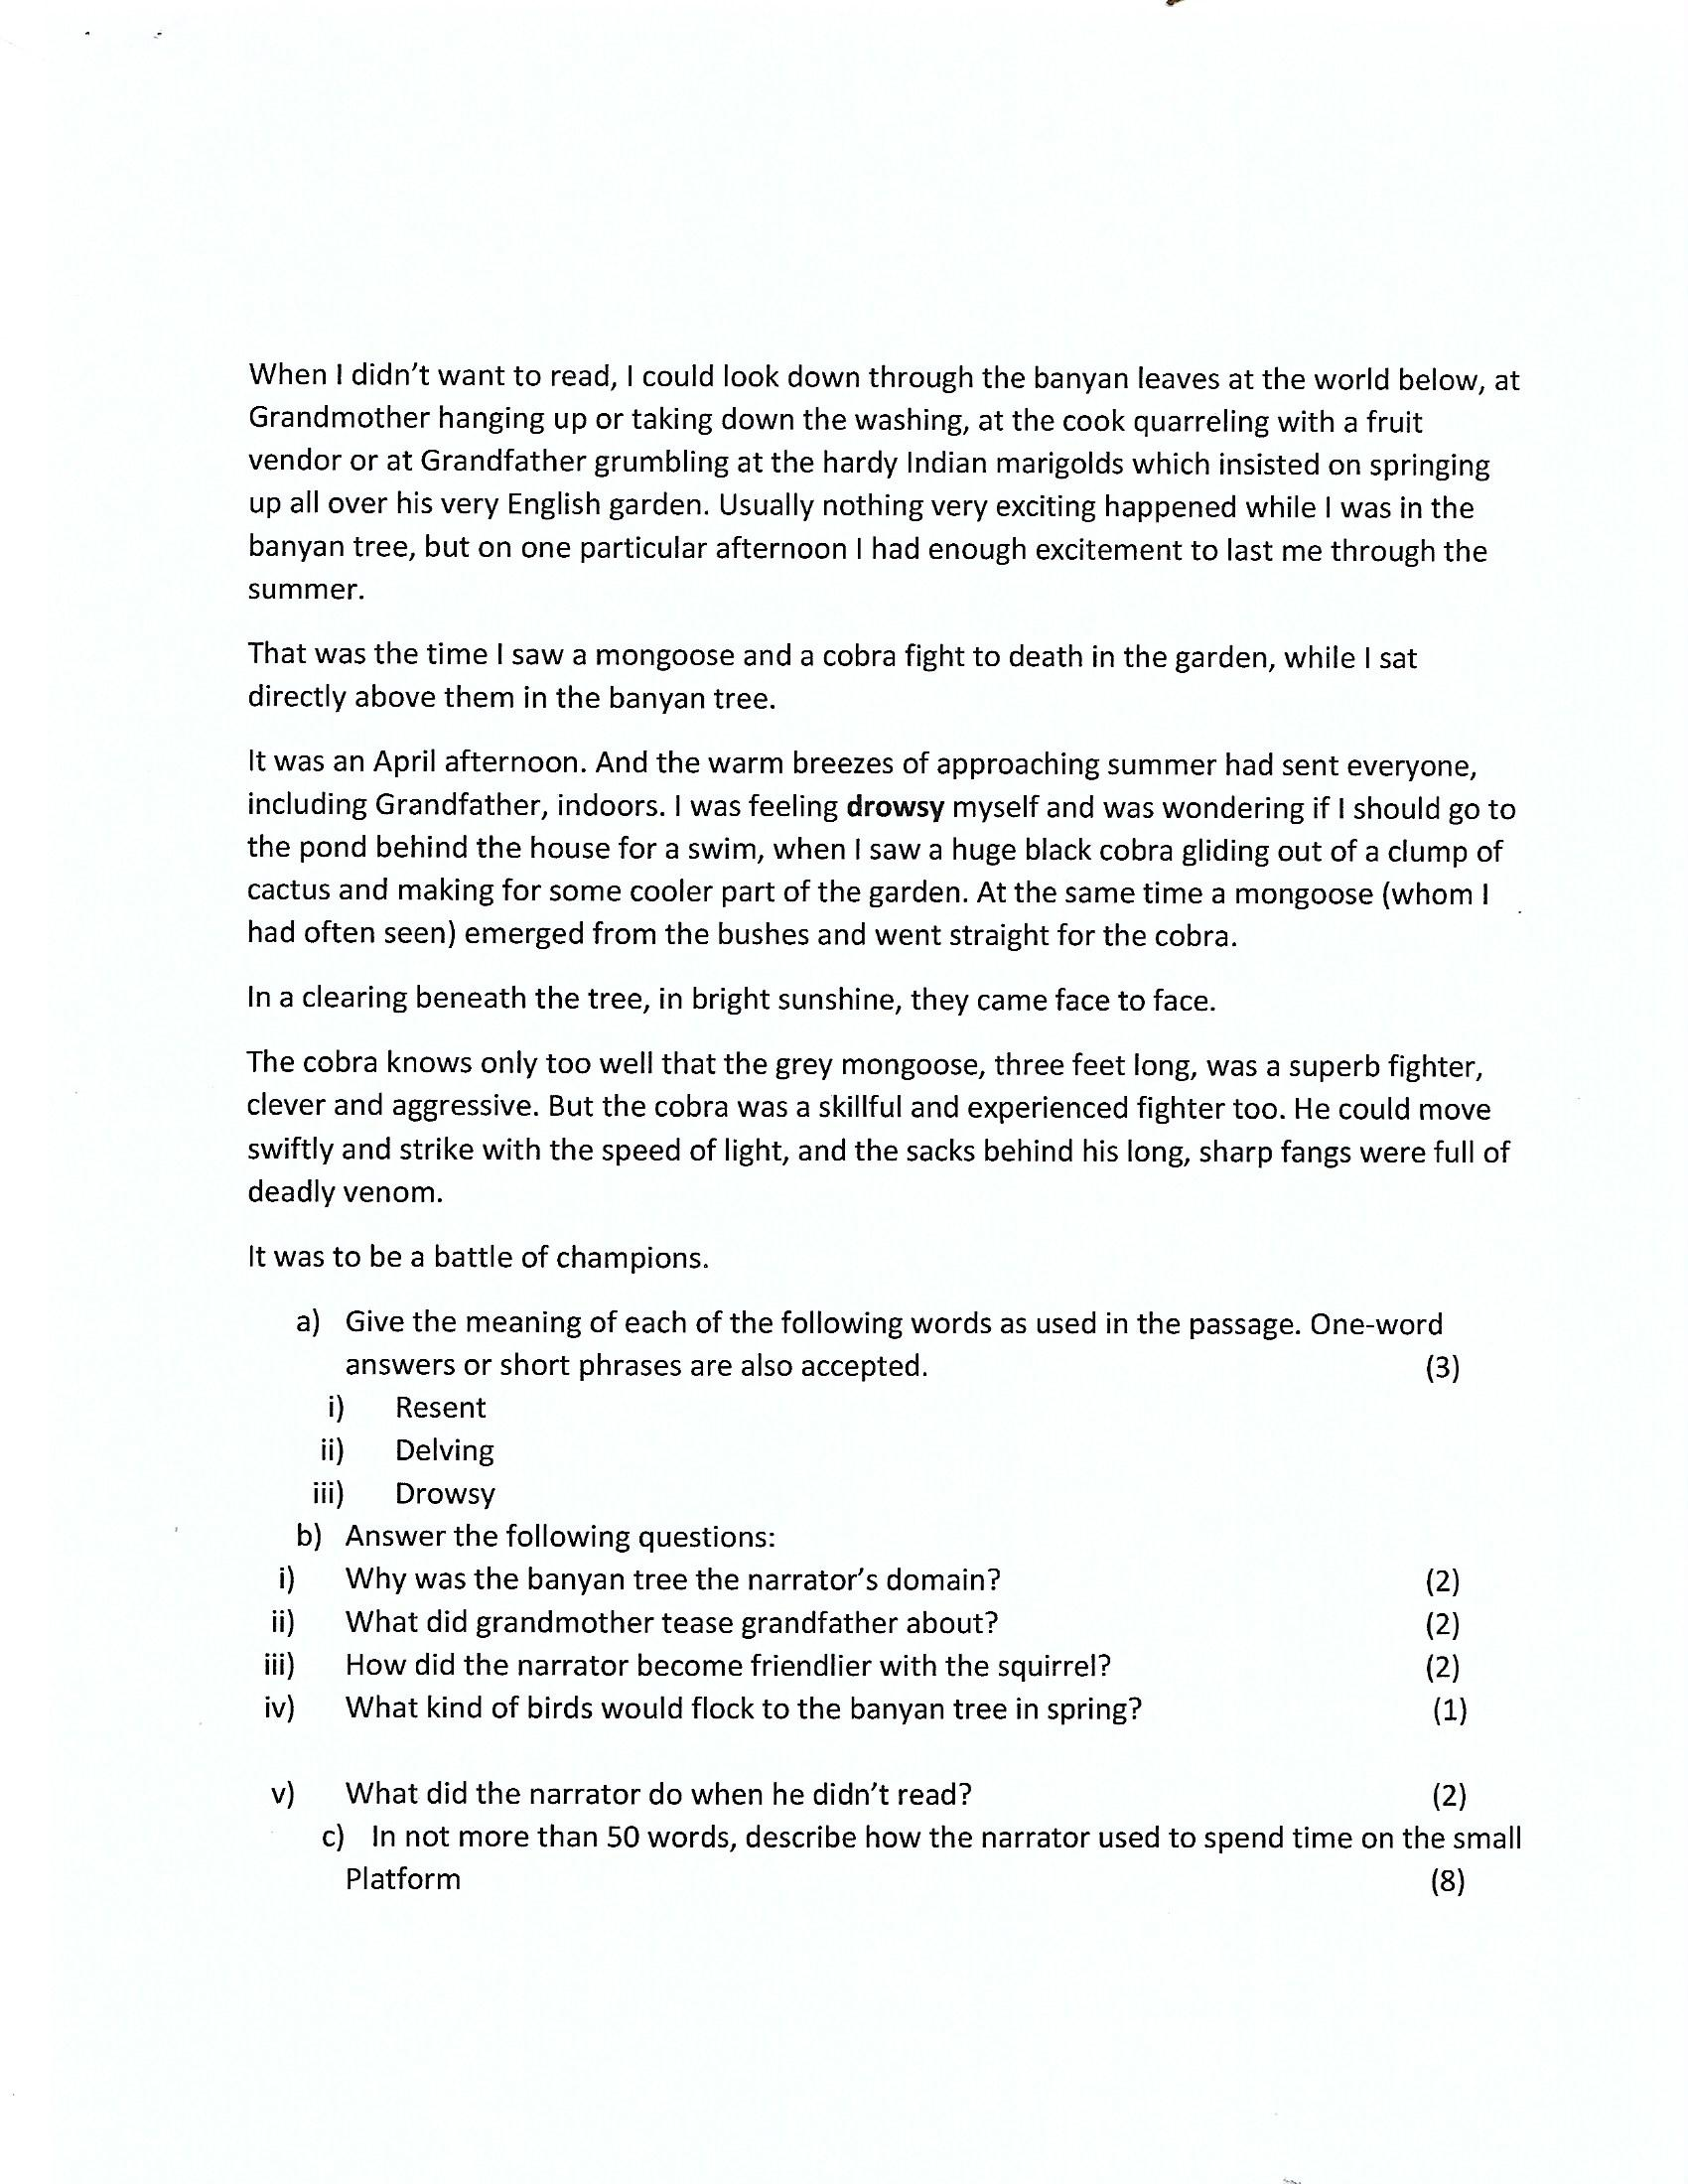 When I didn't want to read, I could look down through the banyan leaves at the world below, at
Grandmother hanging up or taking down the washing, at the cook quarreling with a fruit
vendor or at Grandfather grumbling at the hardy Indian marigolds which insisted on springing
up all over his very English garden. Usually nothing very exciting happened while I was in the
banyan tree, but on one particular afternoon I had enough excitement to last me through the
summer.
That was the time I saw a mongoose and a cobra fight to death in the garden, while I sat
directly above them in the banyan tree.
It was an April afternoon. And the warm breezes of approaching summer had sent everyone,
including Grandfather, indoors. I was feeling drowsy myself and was wondering if I should go to
the pond behind the house for a swim, when I saw a huge black cobra gliding out of a clump of
cactus and making for some cooler part of the garden. At the same time a mongoose (whom I
had often seen) emerged from the bushes and went straight for the cobra.
In a clearing beneath the tree, in bright sunshine, they came face to face.
The cobra knows only too well that the grey mongoose, three feet long, was a superb fighter,
clever and aggressive. But the cobra was a skillful and experienced fighter too. He could move
swiftly and strike with the speed of light, and the sacks behind his long, sharp fangs were full of
deadly venom.
It was to be a battle of champions.
a) Give the meaning of each of the following words as used in the passage. One-word
answers or short phrases are also accepted. (3)
i) Resent
ii) Delving
iii) Drowsy
b) Answer the following questions:
i) Why was the banyan tree the narrator's domain? (2)
ii) What did grandmother tease grandfather about? (2)
iii) How did the narrator become friendlier with the squirrel? (2)
iv) What kind of birds would flock to the banyan tree in spring? (1)
v) What did the narrator do when he didn't read? (2)
c) In not more than 50 words, describe how the narrator used to spend time on the small
Platform (8)